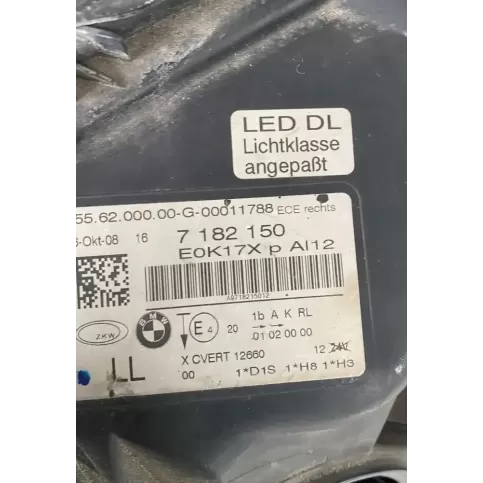 LED DL
Lichtklasse
angepaßt
55.62.000.00-G-00011788 ECE rechts
-Okt-08 16 7 182 150
E0K17X p Al12
A9718215012
ZKW BMW E4 20 1b A K RL
01 02 00 00
X CVERT 12660 12
LL 00 1*D1S 1*H8 1*H3